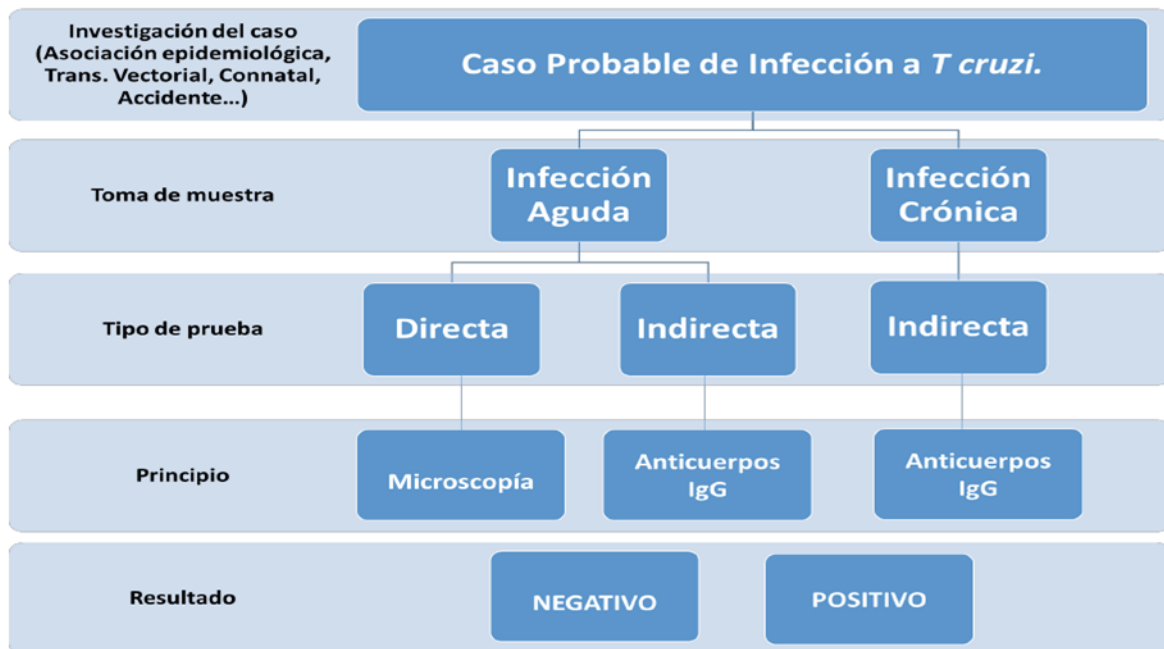 Investigación del caso
(Asociación epidemiológica,
Trans. Vectorial, Connatal,
Accidente...)
Caso Probable de Infección a T cruzi.
Toma de muestra
Infección
Aguda
Infección
Crónica
Tipo de prueba
Directa
Indirecta
Indirecta
Principio
Microscopía
Anticuerpos
IgG
Anticuerpos
IgG
Resultado
NEGATIVO
POSITIVO